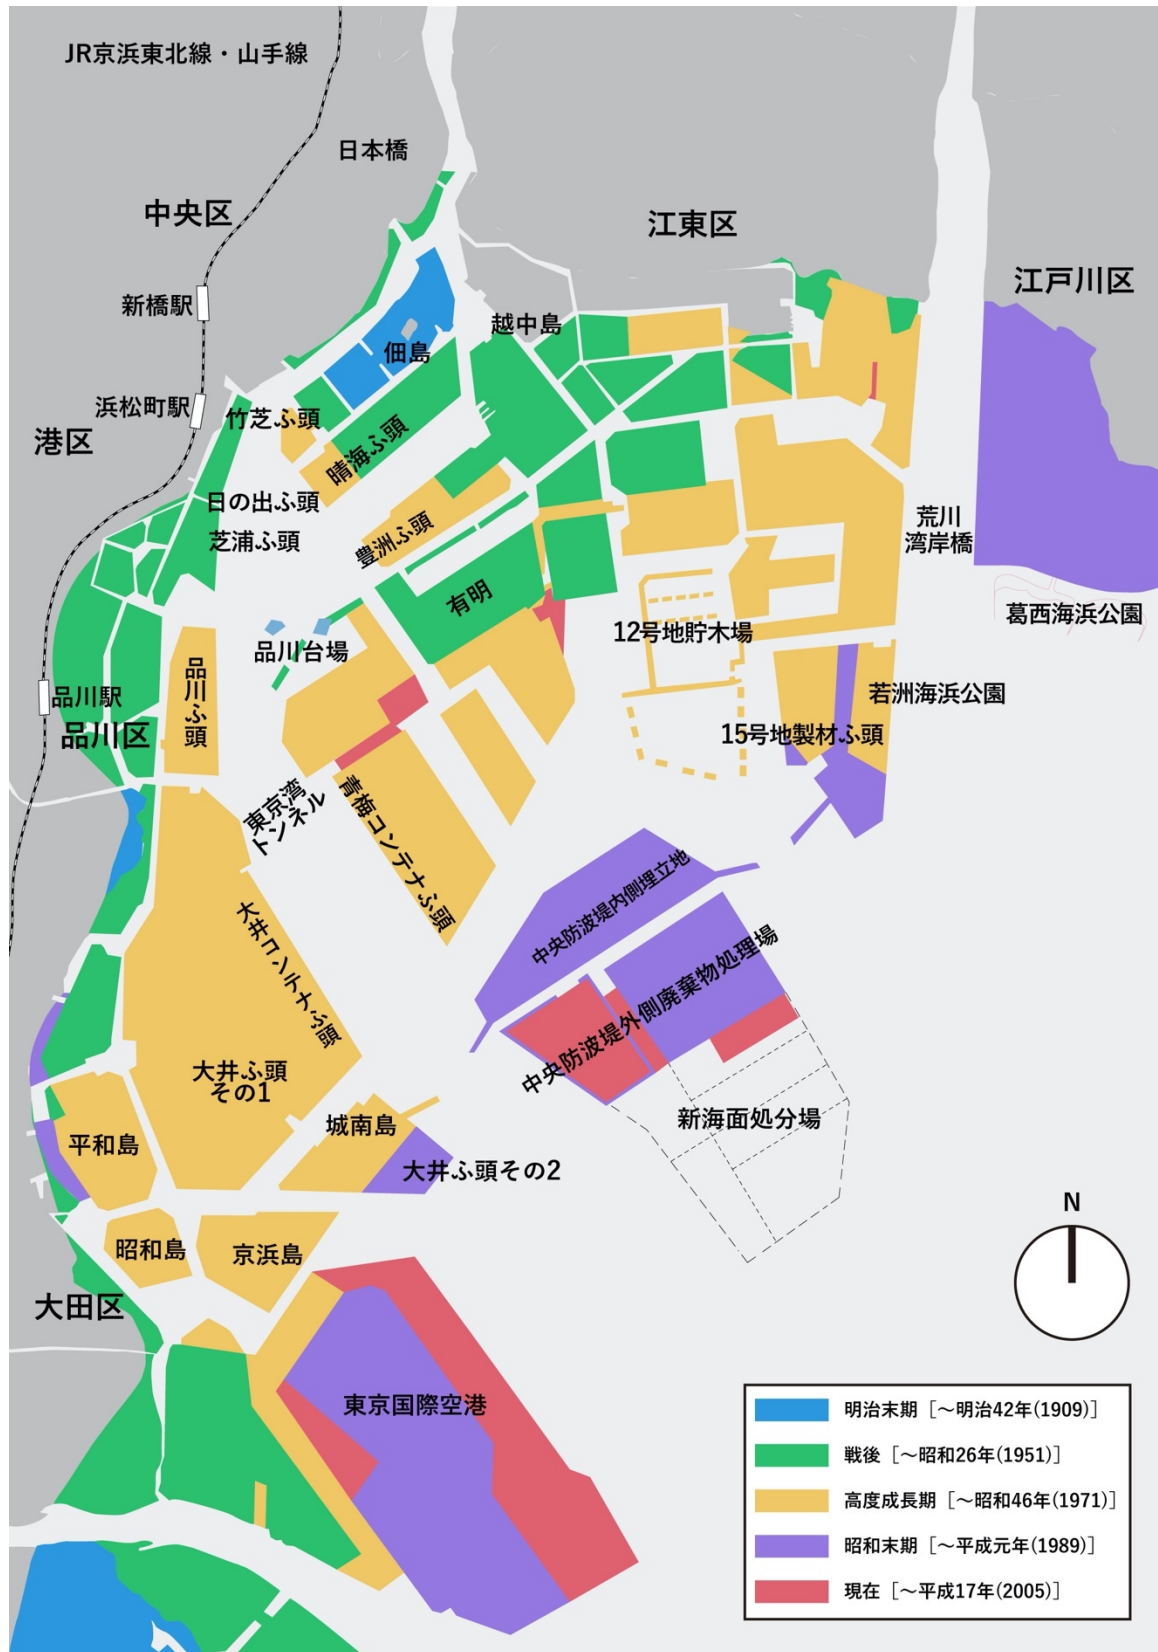 JR京浜東北線・山手線
日本橋
中央区
江東区
江戸川区
新橋駅
越中島
佃島
浜松町駅
竹芝ふ頭
港区
晴海ふ頭
日の出ふ頭
芝浦ふ頭
豊洲ふ頭
荒川
湾岸橋
有明
葛西海浜公園
12号地貯木場
品川台場
品川ふ頭
品川駅
品川区
若洲海浜公園
15号地製材ふ頭
東京湾
トンネル
青梅コンテナふ頭
中央防波堤内側埋立地
大井コンテナふ頭
中央防波堤外側廃棄物処理場
大井ふ頭
その1
城南島
新海面処分場
平和島
大井ふ頭その2
昭和島
京浜島
N
大田区
東京国際空港
明治末期［～明治42年(1909)］
戦後［～昭和26年(1951)］
高度成長期［～昭和46年(1971)］
昭和末期［～平成元年(1989)］
現在［～平成17年(2005)］